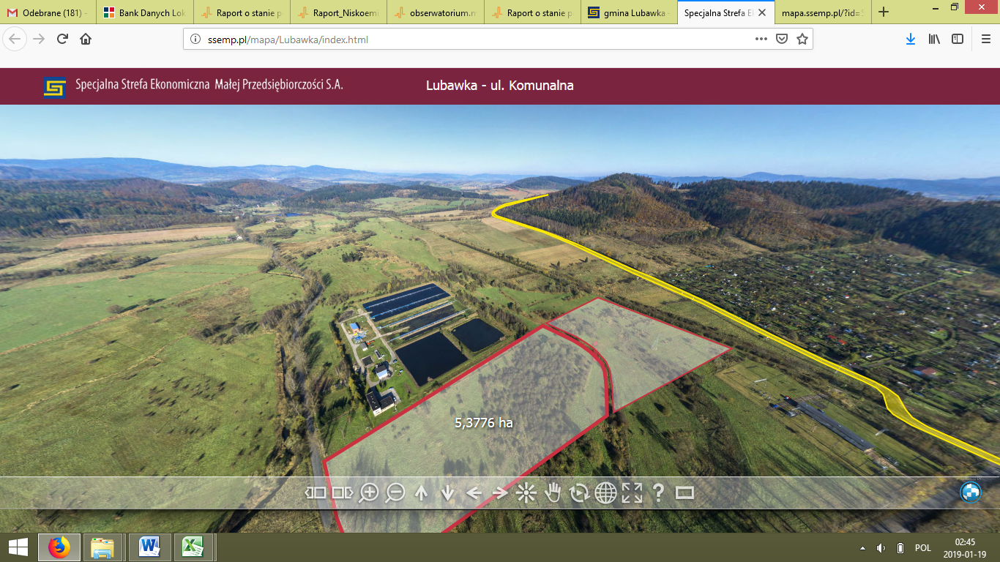 Odebrane (181) -
Bank Danych Lok
Raport o stanie p
Raport_Niskoem
obserwatorium.m
Raport o stanie p
gmina Lubawka -
Specjalna Strefa E
mapa.ssemp.pl/?id=
ssemp.pl/mapa/Lubawka/index.html
Specjalna Strefa Ekonomiczna Małej Przedsiębiorczości S.A.
Lubawka - ul. Komunalna
5,3776 ha
POL
02:45
2019-01-19